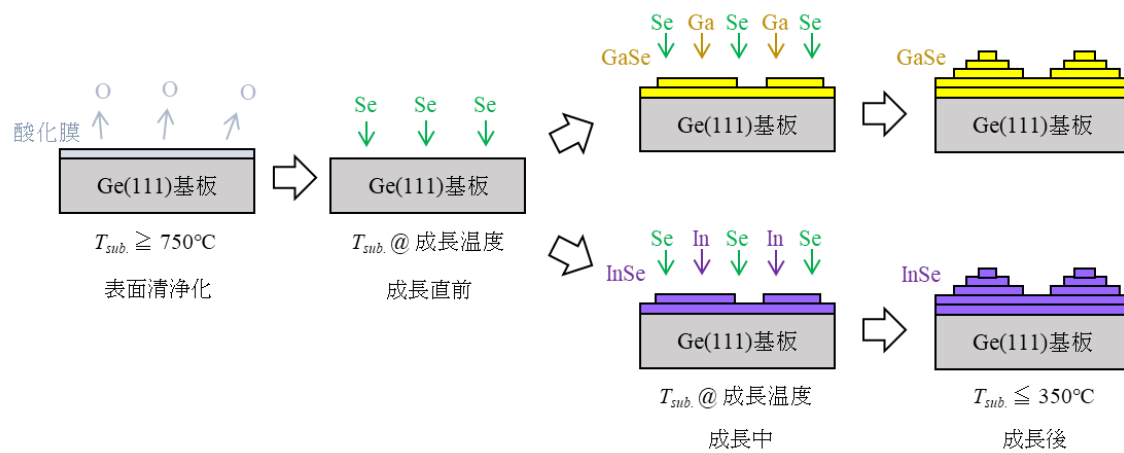 O O O
酸化膜
Ge(111)基板
Tsub. ≧ 750℃
表面清浄化
Se Se Se
Ge(111)基板
Tsub. @ 成長温度
成長直前
Se Ga Se Ga Se
GaSe
Ge(111)基板
GaSe
Ge(111)基板
Se In Se In Se
InSe
Ge(111)基板
Tsub. @ 成長温度
成長中
InSe
Ge(111)基板
Tsub. ≦ 350℃
成長後